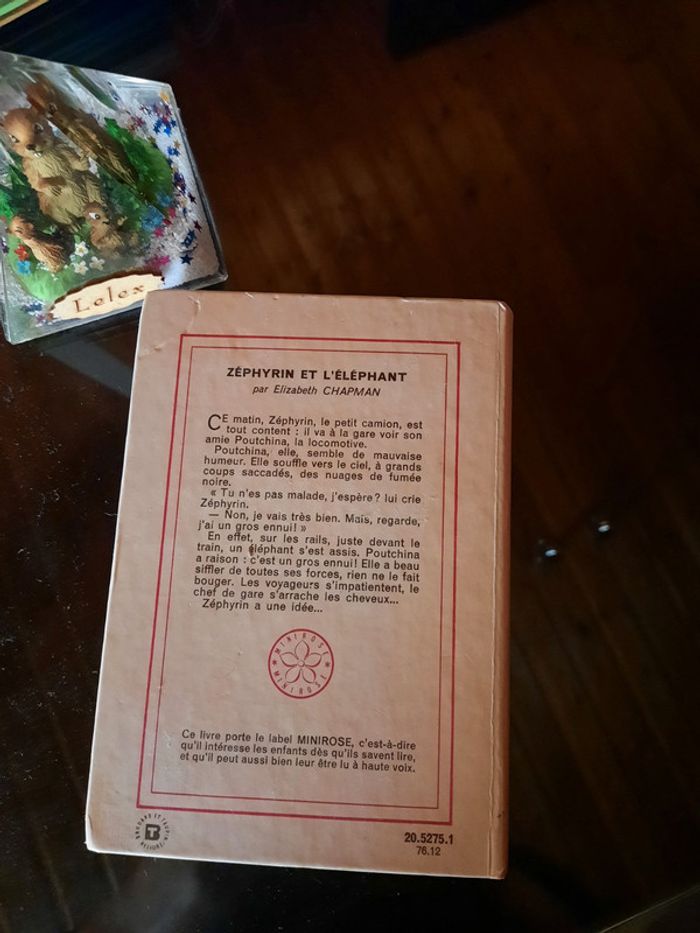 Lelex
ZÉPHYRIN ET L'ÉLÉPHANT
par Elizabeth CHAPMAN
CE matin, Zéphyrin, le petit camion, est
tout content : il va à la gare voir son
amie Poutchina, la locomotive.
Poutchina, elle, semble de mauvaise
humeur. Elle souffle vers le ciel, à grands
coups saccadés, des nuages de fumée
noire.
« Tu n'es pas malade, j'espère? lui crie
Zéphyrin.
— Non, je vais très bien. Mais, regarde,
j'ai un gros ennui! »
En effet, sur les rails, juste devant le
train, un éléphant s'est assis. Poutchina
a raison : c'est un gros ennui! Elle a beau
siffler de toutes ses forces, rien ne le fait
bouger. Les voyageurs s'impatientent, le
chef de gare s'arrache les cheveux...
Zéphyrin a une idée...
MINIROSE
MINIROSE
Ce livre porte le label MINIROSE, c'est-à-dire
qu'il intéresse les enfants dès qu'ils savent lire,
et qu'il peut aussi bien leur être lu à haute voix.
20.5275.1
76.12